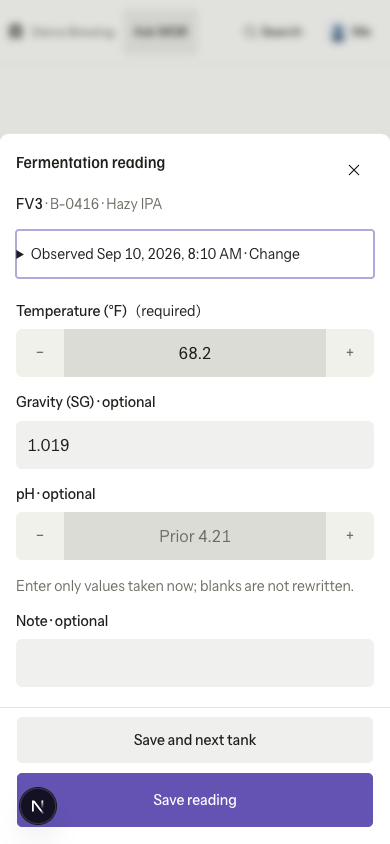 Search
Me
Fermentation reading
FV3 · B-0416 · Hazy IPA
Observed Sep 10, 2026, 8:10 AM · Change
Temperature (°F) (required)
− 68.2 +
Gravity (SG) · optional
1.019
pH · optional
− Prior 4.21 +
Enter only values taken now; blanks are not rewritten.
Note · optional
Save and next tank
Save reading
N